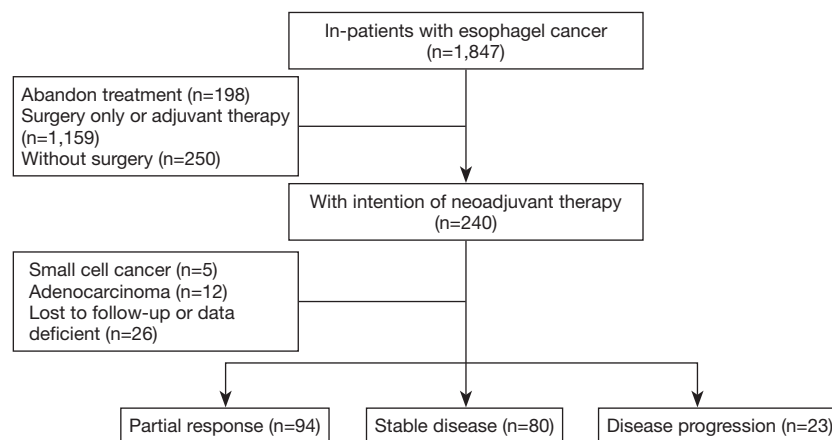 In-patients with esophagel cancer
(n=1,847)
Abandon treatment (n=198)
Surgery only or adjuvant therapy
(n=1,159)
Without surgery (n=250)
With intention of neoadjuvant therapy
(n=240)
Small cell cancer (n=5)
Adenocarcinoma (n=12)
Lost to follow-up or data
deficient (n=26)
Partial response (n=94)
Stable disease (n=80)
Disease progression (n=23)